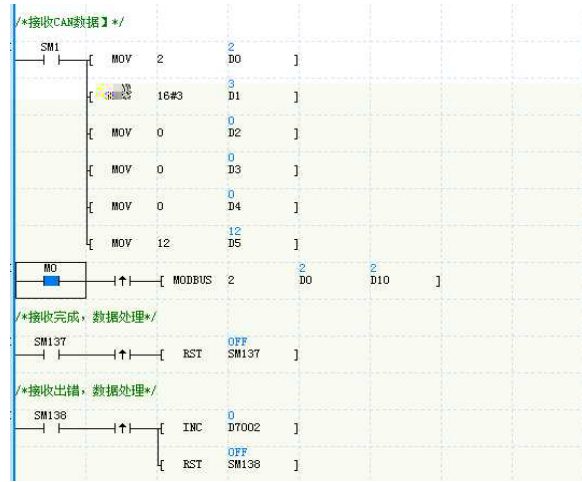 /*接收CAN数据】*/
SM1
2
[ MOV 2 D0 ]
3
16#3 D1 ]
0
[ MOV 0 D2 ]
0
[ MOV 0 D3 ]
0
[ MOV 0 D4 ]
12
[ MOV 12 D5 ]
M0 2 2
[ MODBUS 2 D0 D10 ]
/*接收完成，数据处理*/
SM137 OFF
[ RST SM137 ]
/*接收出错，数据处理*/
SM138 0
[ INC D7002 ]
OFF
[ RST SM138 ]